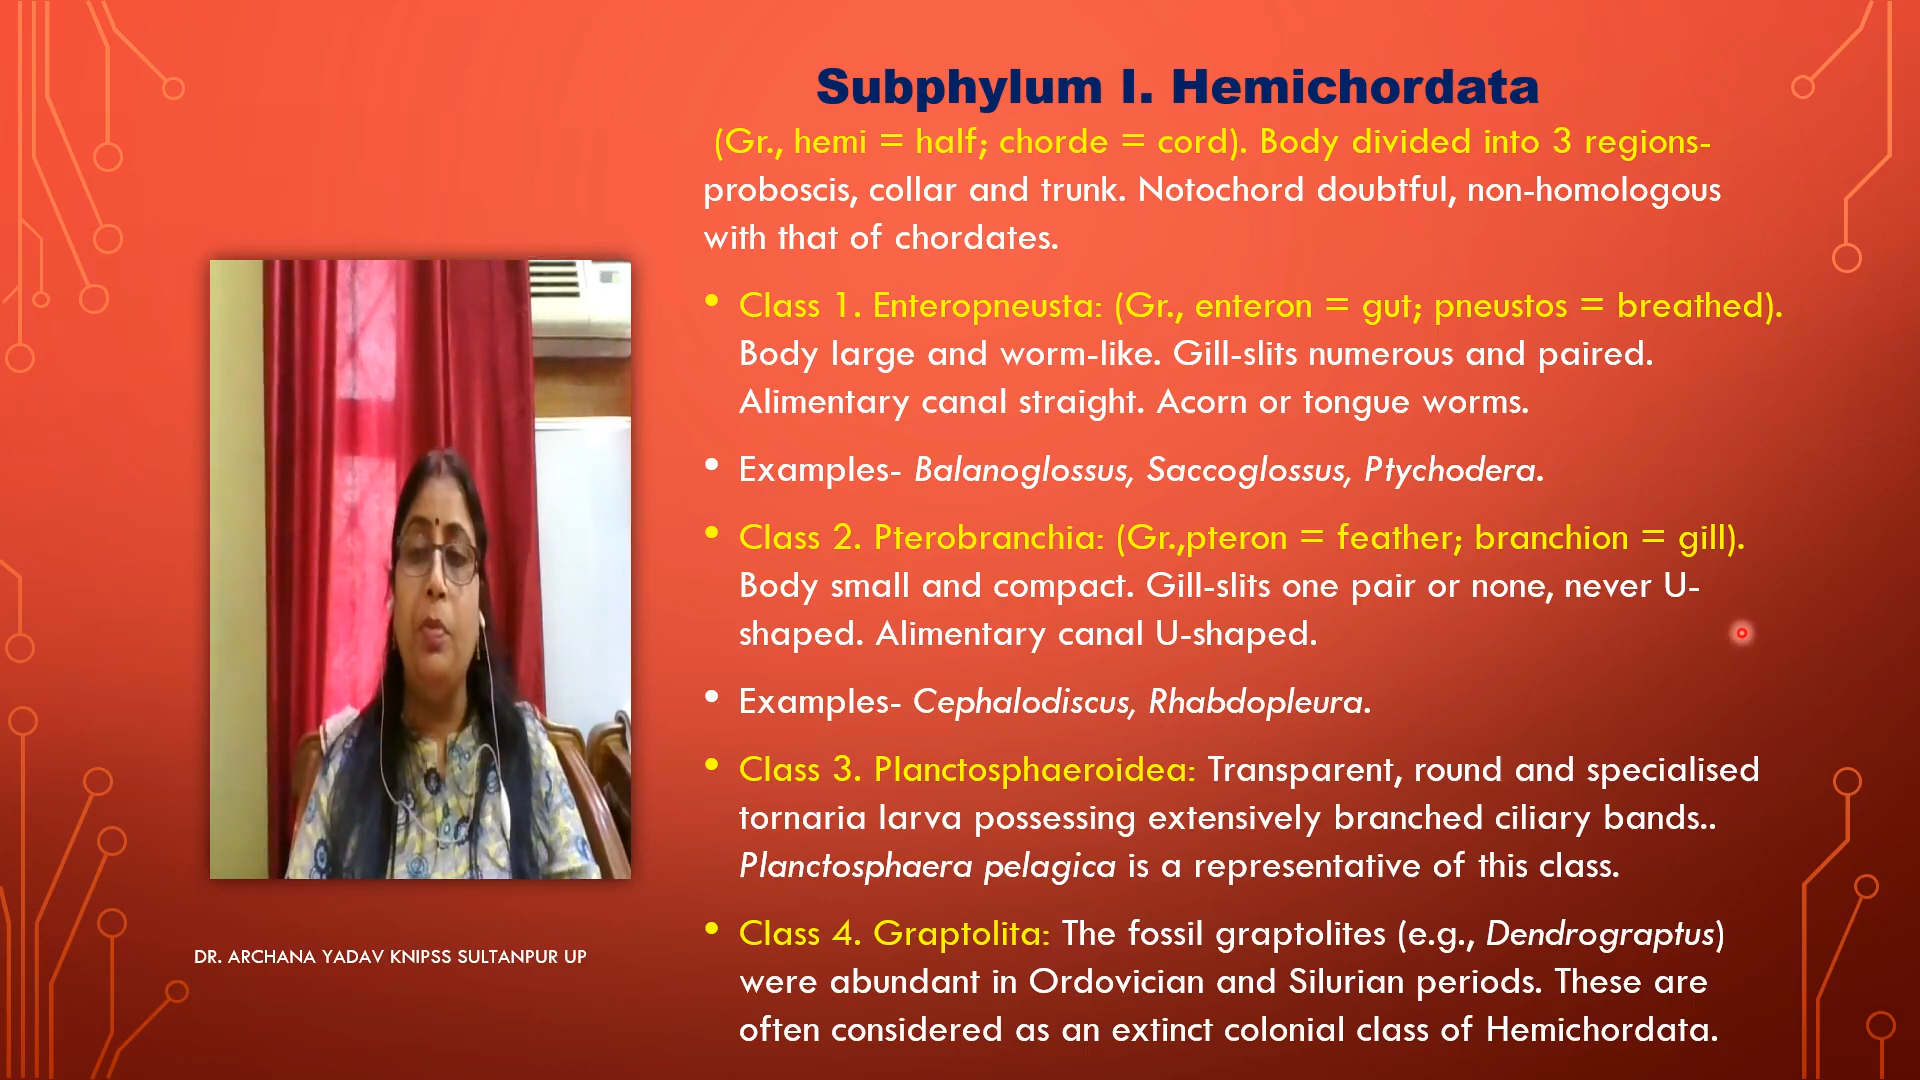 Subphylum I. Hemichordata
(Gr., hemi = half; chorde = cord). Body divided into 3 regions-
proboscis, collar and trunk. Notochord doubtful, non-homologous
with that of chordates.
• Class 1. Enteropneusta: (Gr., enteron = gut; pneustos = breathed).
Body large and worm-like. Gill-slits numerous and paired.
Alimentary canal straight. Acorn or tongue worms.
• Examples- Balanoglossus, Saccoglossus, Ptychodera.
• Class 2. Pterobranchia: (Gr.,pteron = feather; branchion = gill).
Body small and compact. Gill-slits one pair or none, never U-
shaped. Alimentary canal U-shaped.
• Examples- Cephalodiscus, Rhabdopleura.
• Class 3. Planctosphaeroidea: Transparent, round and specialised
tornaria larva possessing extensively branched ciliary bands..
Planctosphaera pelagica is a representative of this class.
• Class 4. Graptolita: The fossil graptolites (e.g., Dendrograptus)
were abundant in Ordovician and Silurian periods. These are
often considered as an extinct colonial class of Hemichordata.
DR. ARCHANA YADAV KNIPSS SULTANPUR UP